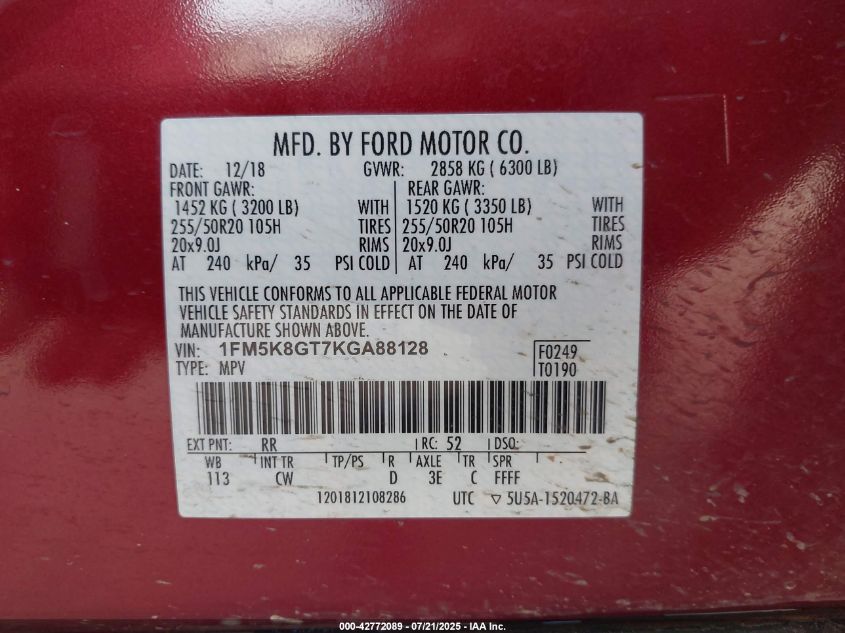 MFD. BY FORD MOTOR CO.
DATE: 12/18 GVWR: 2858 KG ( 6300 LB)
FRONT GAWR: REAR GAWR:
1452 KG ( 3200 LB) WITH 1520 KG ( 3350 LB) WITH
255/50R20 105H TIRES 255/50R20 105H TIRES
20x9.0J RIMS 20x9.0J RIMS
AT 240 kPa/ 35 PSI COLD AT 240 kPa/ 35 PSI COLD
THIS VEHICLE CONFORMS TO ALL APPLICABLE FEDERAL MOTOR
VEHICLE SAFETY STANDARDS IN EFFECT ON THE DATE OF
MANUFACTURE SHOWN ABOVE.
VIN: 1FM5K8GT7KGA88128 F0249
TYPE: MPV T0190
EXT PNT: RR RC: 52 DSO:
WB INT TR TP/PS R AXLE TR SPR
113 CW D 3E C FFFF
1201812108286 UTC ▽ 5U5A-1520472-BA
000-42772089 - 07/21/2025 - IAA Inc.